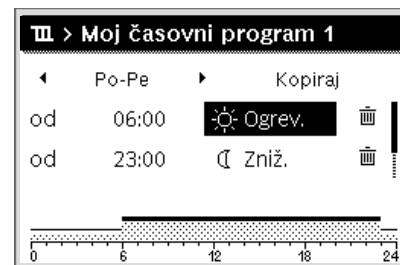 > Moj časovni program 1
Po-Pe Kopiraj
od 06:00 Ogrev.
od 23:00 Zniž.
0 6 12 18 24